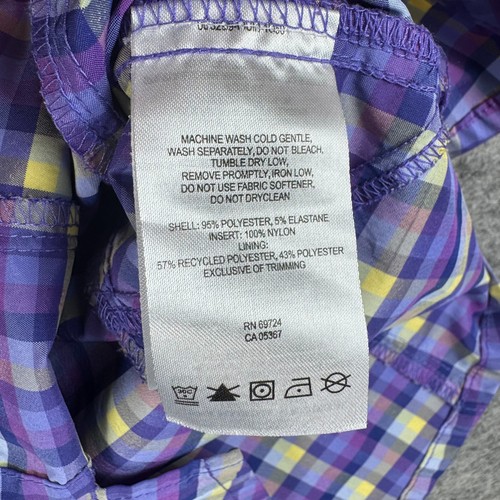 MACHINE WASH COLD GENTLE,
WASH SEPARATELY, DO NOT BLEACH.
TUMBLE DRY LOW,
REMOVE PROMPTLY, IRON LOW,
DO NOT USE FABRIC SOFTENER,
DO NOT DRYCLEAN
SHELL: 95% POLYESTER, 5% ELASTANE
INSERT: 100% NYLON
LINING:
57% RECYCLED POLYESTER, 43% POLYESTER
EXCLUSIVE OF TRIMMING
RN 69724
CA 05367